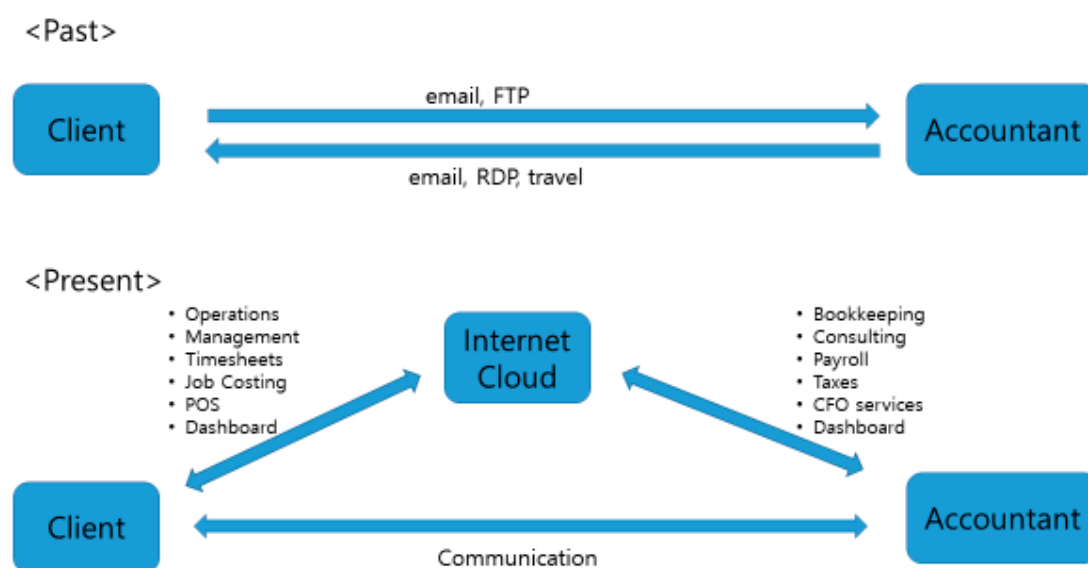 <Past>
Client
email, FTP
Accountant
email, RDP, travel
<Present>
• Operations
• Management
• Timesheets
• Job Costing
• POS
• Dashboard
Internet
Cloud
• Bookkeeping
• Consulting
• Payroll
• Taxes
• CFO services
• Dashboard
Client
Accountant
Communication